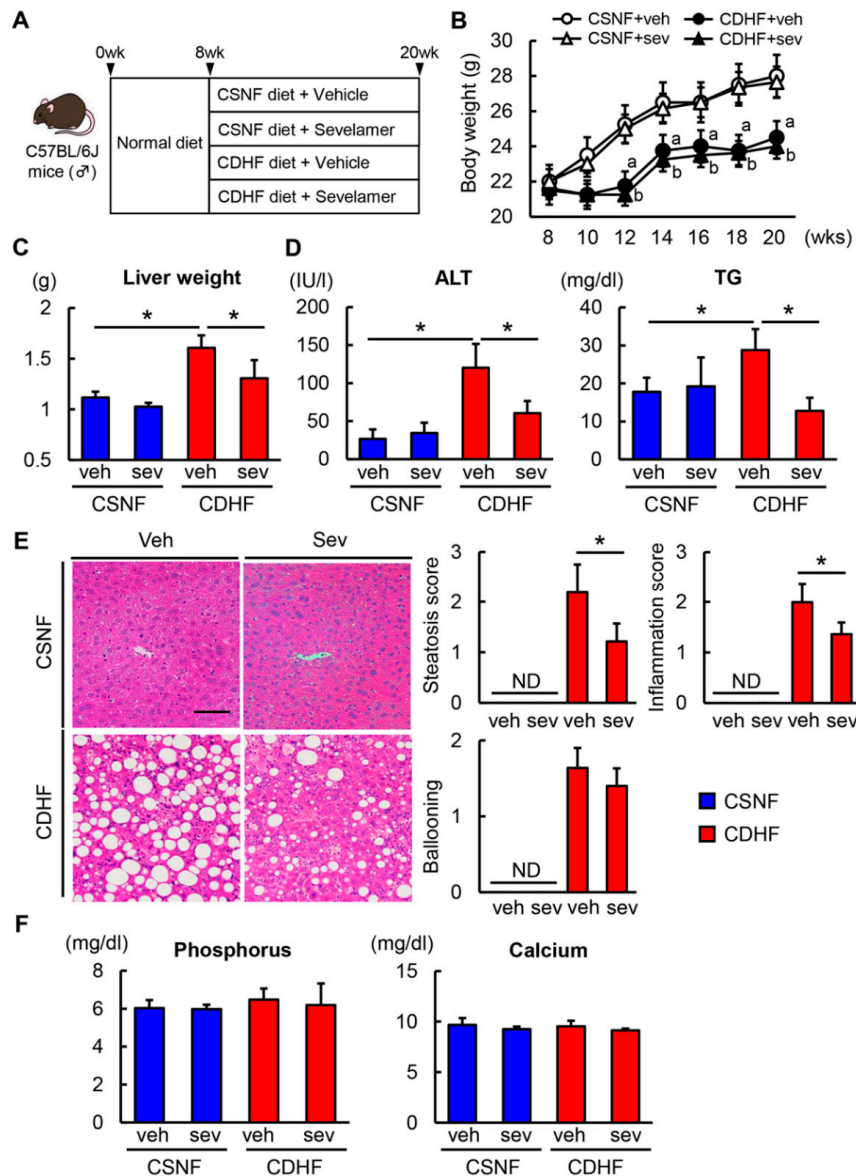 A
0wk 8wk 20wk
C57BL/6J
mice (♂)
Normal diet
CSNF diet + Vehicle
CSNF diet + Sevelamer
CDHF diet + Vehicle
CDHF diet + Sevelamer
B
CSNF+veh CDHF+veh
CSNF+sev CDHF+sev
Body weight (g)
28
26
24
22
20
a a a a a
b b b b b
8 10 12 14 16 18 20 (wks)
C
(g) Liver weight
2
1.5
1
0.5
* *
veh sev veh sev
CSNF CDHF
D
(IU/l) ALT
200
150
100
50
0
* *
veh sev veh sev
CSNF CDHF
(mg/dl) TG
40
30
20
10
0
* *
veh sev veh sev
CSNF CDHF
E
Veh Sev
CSNF
CDHF
Steatosis score
3
2
1
0
*
ND
veh sev veh sev
Inflammation score
3
2
1
0
*
ND
veh sev veh sev
Ballooning
2
1
0
ND
veh sev veh sev
CSNF
CDHF
F
(mg/dl) Phosphorus
8
6
4
2
0
veh sev veh sev
CSNF CDHF
(mg/dl) Calcium
15
10
5
0
veh sev veh sev
CSNF CDHF